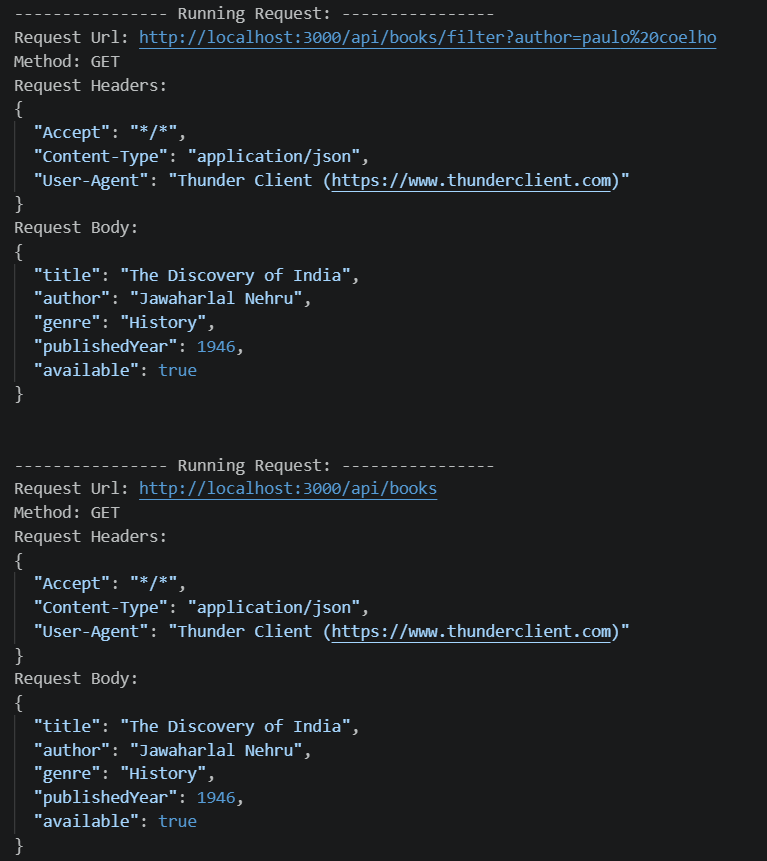 ---------------- Running Request: ----------------
Request Url: http://localhost:3000/api/books/filter?author=paulo%20coelho
Method: GET
Request Headers:
{
  "Accept": "*/*",
  "Content-Type": "application/json",
  "User-Agent": "Thunder Client (https://www.thunderclient.com)"
}
Request Body:
{
  "title": "The Discovery of India",
  "author": "Jawaharlal Nehru",
  "genre": "History",
  "publishedYear": 1946,
  "available": true
}
---------------- Running Request: ----------------
Request Url: http://localhost:3000/api/books
Method: GET
Request Headers:
{
  "Accept": "*/*",
  "Content-Type": "application/json",
  "User-Agent": "Thunder Client (https://www.thunderclient.com)"
}
Request Body:
{
  "title": "The Discovery of India",
  "author": "Jawaharlal Nehru",
  "genre": "History",
  "publishedYear": 1946,
  "available": true
}